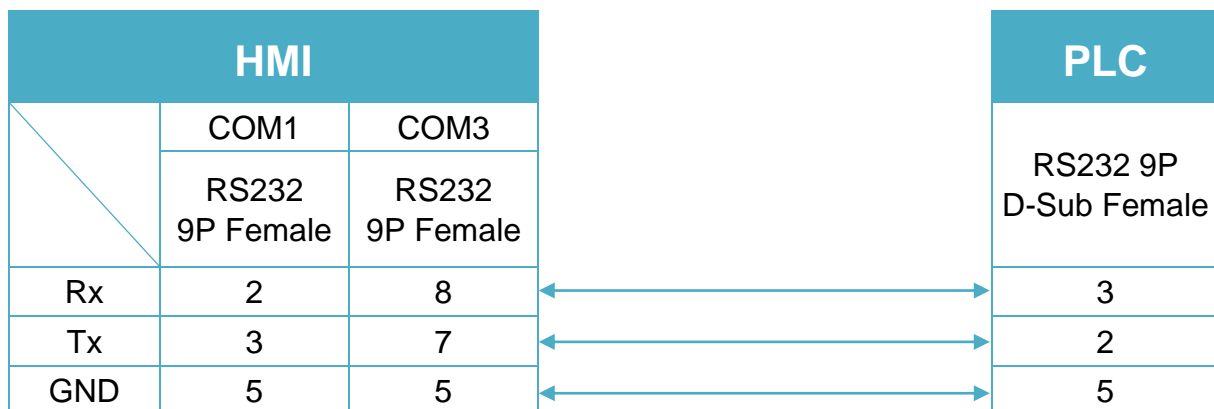 HMI PLC
COM1 COM3
RS232 9P Female RS232 9P Female RS232 9P D-Sub Female
Rx 2 8 3
Tx 3 7 2
GND 5 5 5